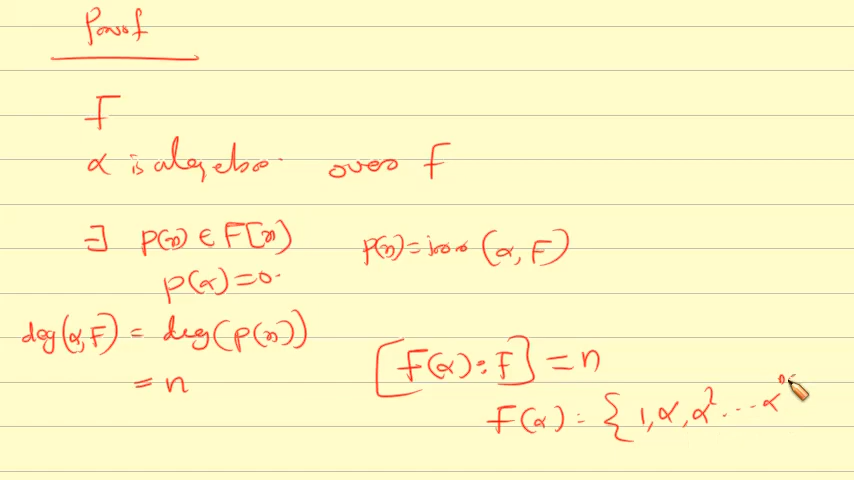 Proof
F
α is algebra. over F
∃ p(x) ∈ F[x] p(x) = irr (α, F)
p(α) = 0.
deg(α, F) = deg(p(x))
= n
[F(α) : F] = n
F(α) = {1, α, α² ... α^n-